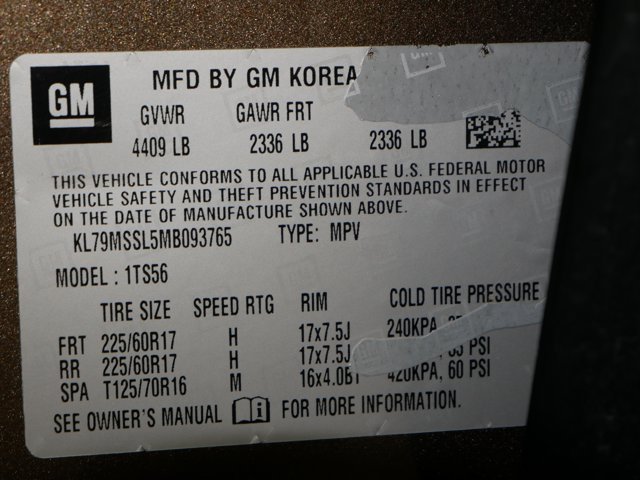 GM
MFD BY GM KOREA
GVWR GAWR FRT
4409 LB 2336 LB 2336 LB
THIS VEHICLE CONFORMS TO ALL APPLICABLE U.S. FEDERAL MOTOR
VEHICLE SAFETY AND THEFT PREVENTION STANDARDS IN EFFECT
ON THE DATE OF MANUFACTURE SHOWN ABOVE.
KL79MSSL5MB093765 TYPE: MPV
MODEL : 1TS56
TIRE SIZE SPEED RTG RIM COLD TIRE PRESSURE
FRT 225/60R17 H 17x7.5J 240KPA,
RR 225/60R17 H 17x7.5J PSI
SPA T125/70R16 M 16x4.0BT 420KPA, 60 PSI
SEE OWNER'S MANUAL FOR MORE INFORMATION.